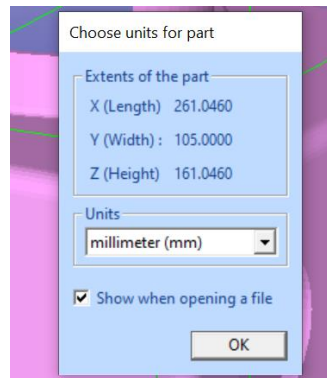 Choose units for part
Extents of the part
X (Length) 261.0460
Y (Width) : 105.0000
Z (Height) 161.0460
Units
millimeter (mm)
Show when opening a file
OK